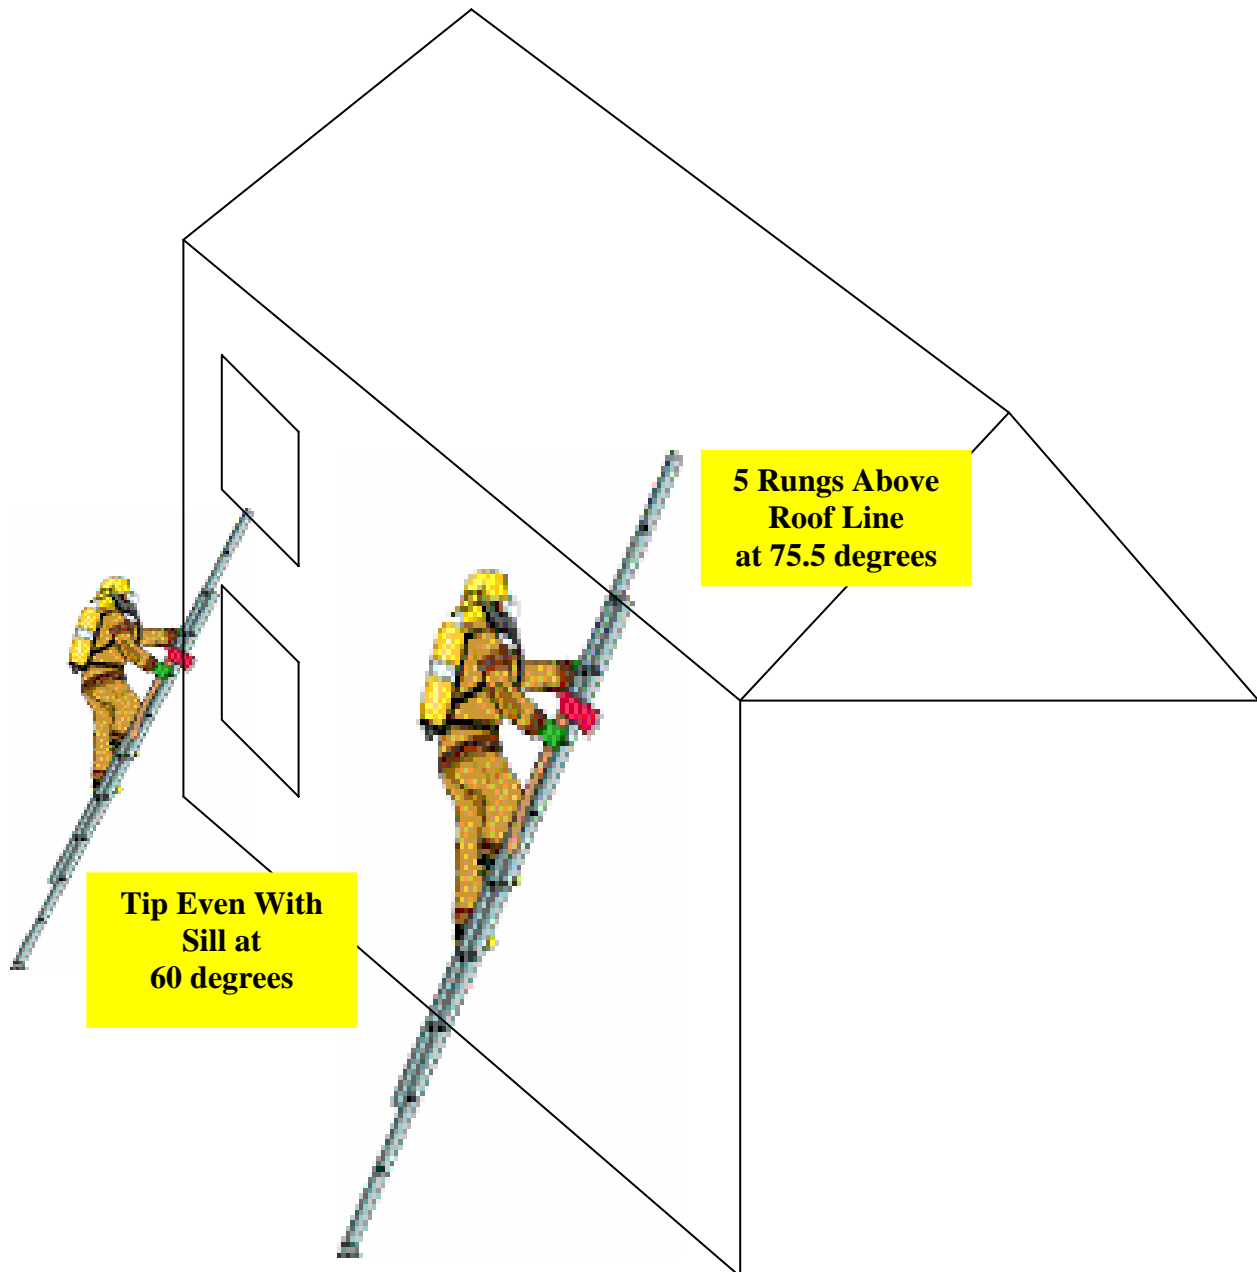 5 Rungs Above
Roof Line
at 75.5 degrees
Tip Even With
Sill at
60 degrees